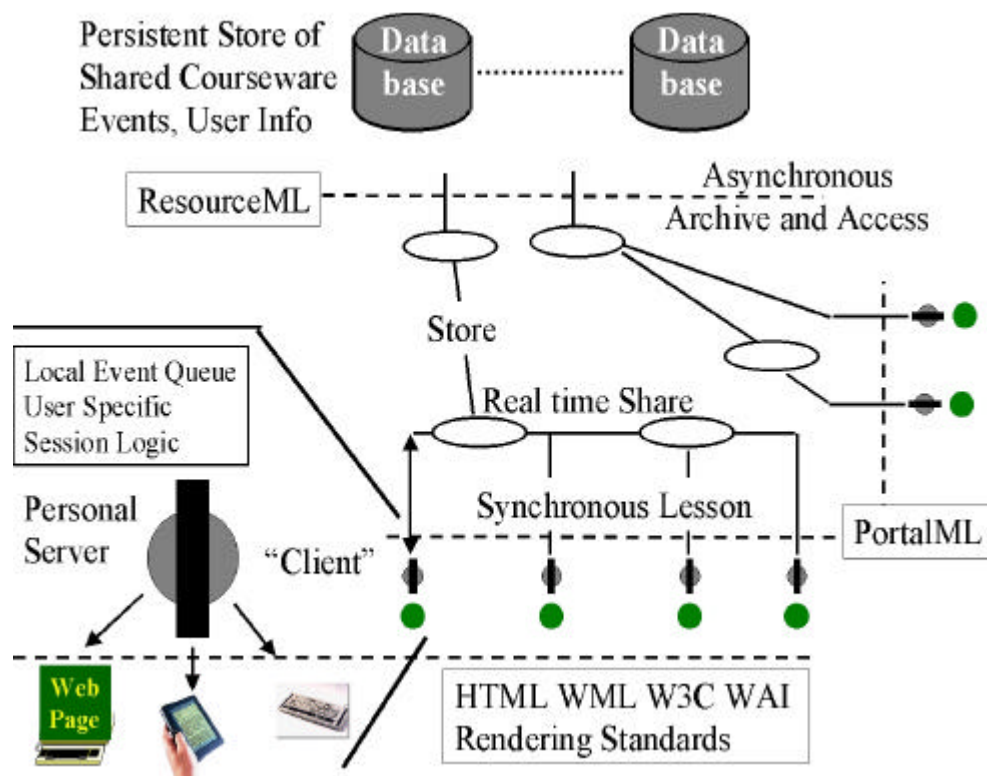 Persistent Store of
Shared Courseware
Events, User Info
Data
base
Data
base
ResourceML
Asynchronous
Archive and Access
Store
Local Event Queue
User Specific
Session Logic
Real time Share
Personal
Server
“Client”
Synchronous Lesson
PortalML
Web
Page
HTML WML W3C WAI
Rendering Standards